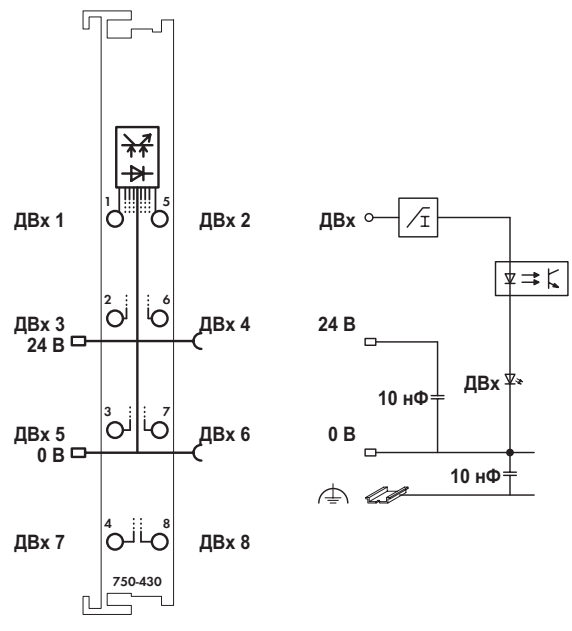 1 5
ДВх 1 ДВх 2
2 6
ДВх 3 ДВх 4
24 В
3 7
ДВх 5 ДВх 6
0 В
4 8
ДВх 7 ДВх 8
750-430
ДВх
I
24 В
ДВх
10 нФ
0 В
10 нФ